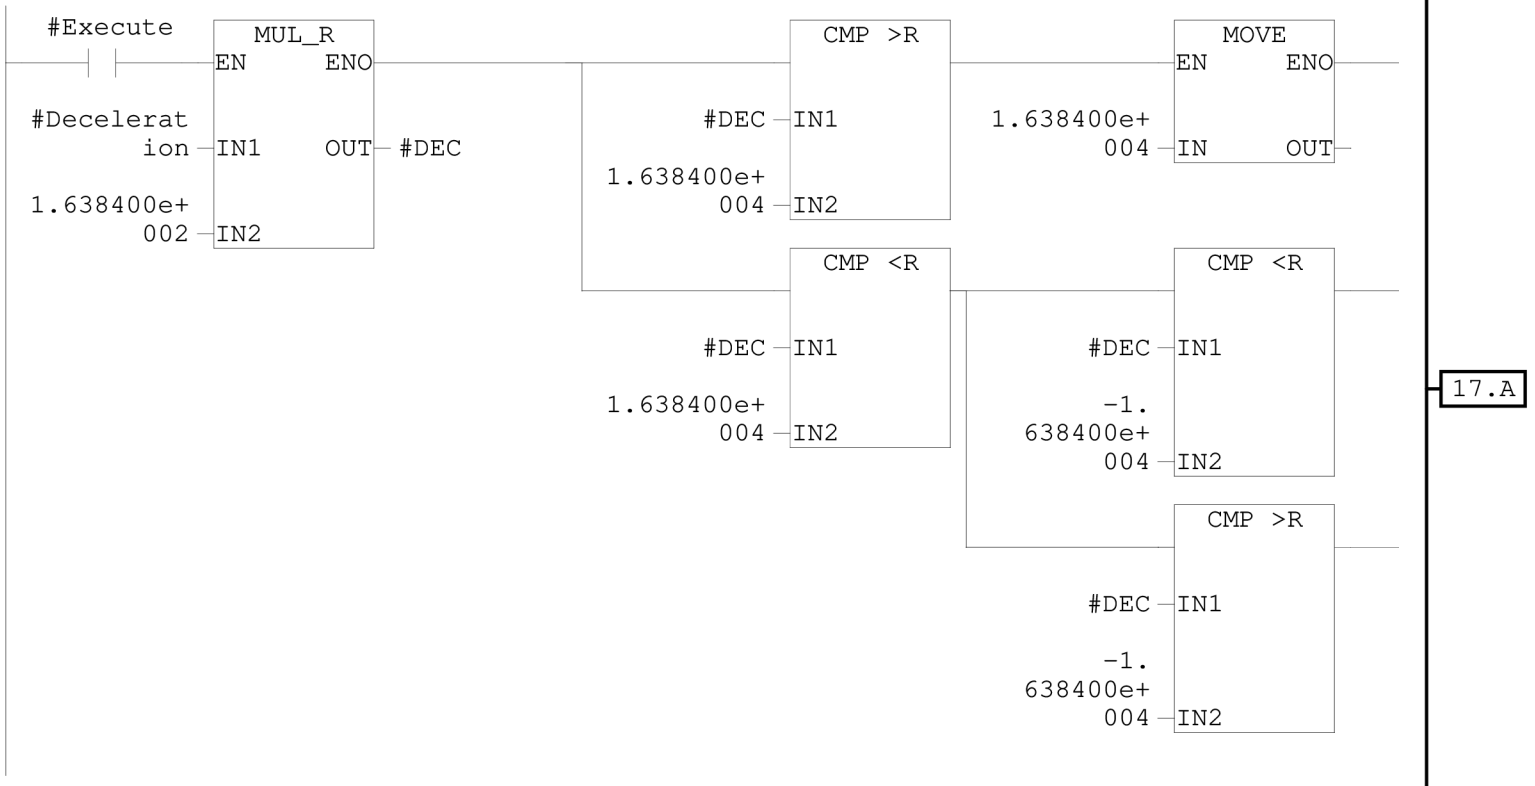 #Execute
MUL_R
EN ENO
#Decelerat
ion IN1 OUT #DEC
1.638400e+
002 IN2
CMP >R
#DEC IN1
1.638400e+
004 IN2
MOVE
EN ENO
1.638400e+
004 IN OUT
CMP <R
#DEC IN1
1.638400e+
004 IN2
CMP <R
#DEC IN1
-1.
638400e+
004 IN2
CMP >R
#DEC IN1
-1.
638400e+
004 IN2
17.A